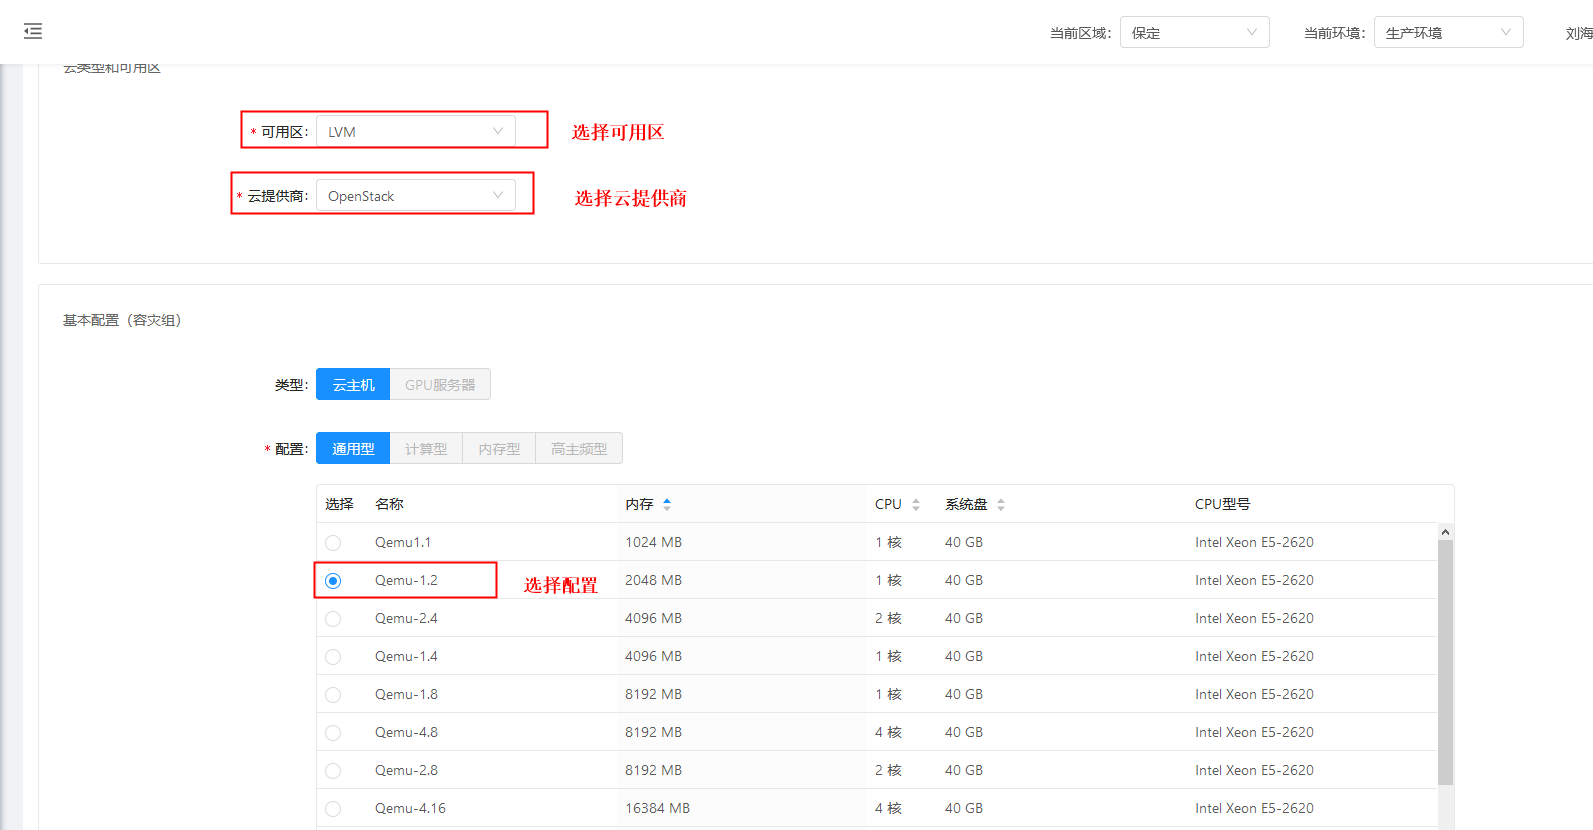 当前区域： 保定 当前环境： 生产环境 刘海
云类型和可用区
* 可用区： LVM 选择可用区
* 云提供商： OpenStack 选择云提供商
基本配置（容灾组）
类型： 云主机 GPU服务器
* 配置： 通用型 计算型 内存型 高主频型
选择 名称 内存 CPU 系统盘 CPU型号
Qemu1.1 1024 MB 1 核 40 GB Intel Xeon E5-2620
Qemu-1.2 选择配置 2048 MB 1 核 40 GB Intel Xeon E5-2620
Qemu-2.4 4096 MB 2 核 40 GB Intel Xeon E5-2620
Qemu-1.4 4096 MB 1 核 40 GB Intel Xeon E5-2620
Qemu-1.8 8192 MB 1 核 40 GB Intel Xeon E5-2620
Qemu-4.8 8192 MB 4 核 40 GB Intel Xeon E5-2620
Qemu-2.8 8192 MB 2 核 40 GB Intel Xeon E5-2620
Qemu-4.16 16384 MB 4 核 40 GB Intel Xeon E5-2620